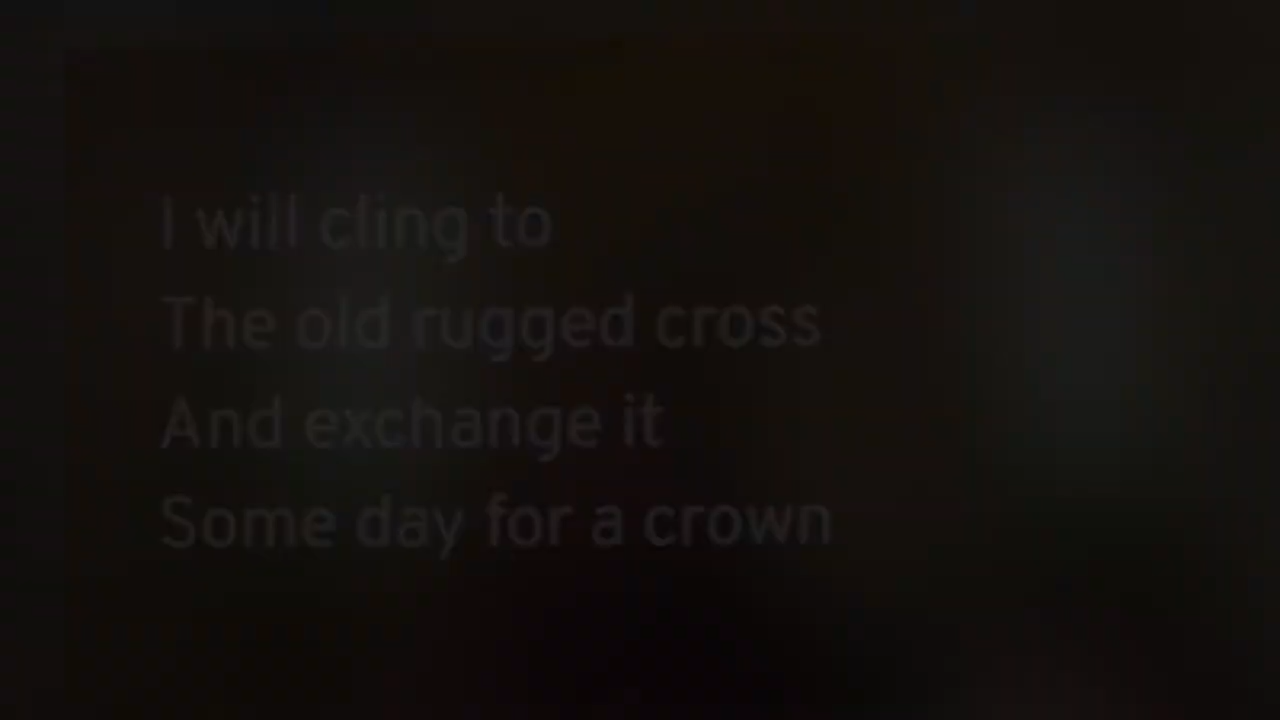 I will cling to
The old rugged cross
And exchange it
Some day for a crown